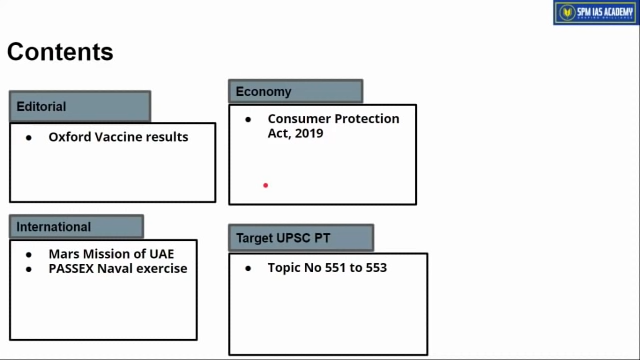 SPM IAS ACADEMY
Contents
Editorial
• Oxford Vaccine results
Economy
• Consumer Protection
Act, 2019
International
• Mars Mission of UAE
• PASSEX Naval exercise
Target UPSC PT
• Topic No 551 to 553